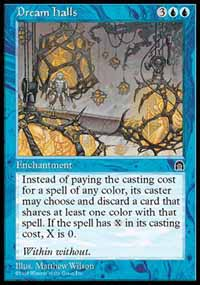 Dream Halls
3
Enchantment
Instead of paying the casting cost
for a spell of any color, its caster
may choose and discard a card that
shares at least one color with that
spell. If the spell has X in its casting
cost, X is 0.
Within without.
Illus. Matthew Wilson